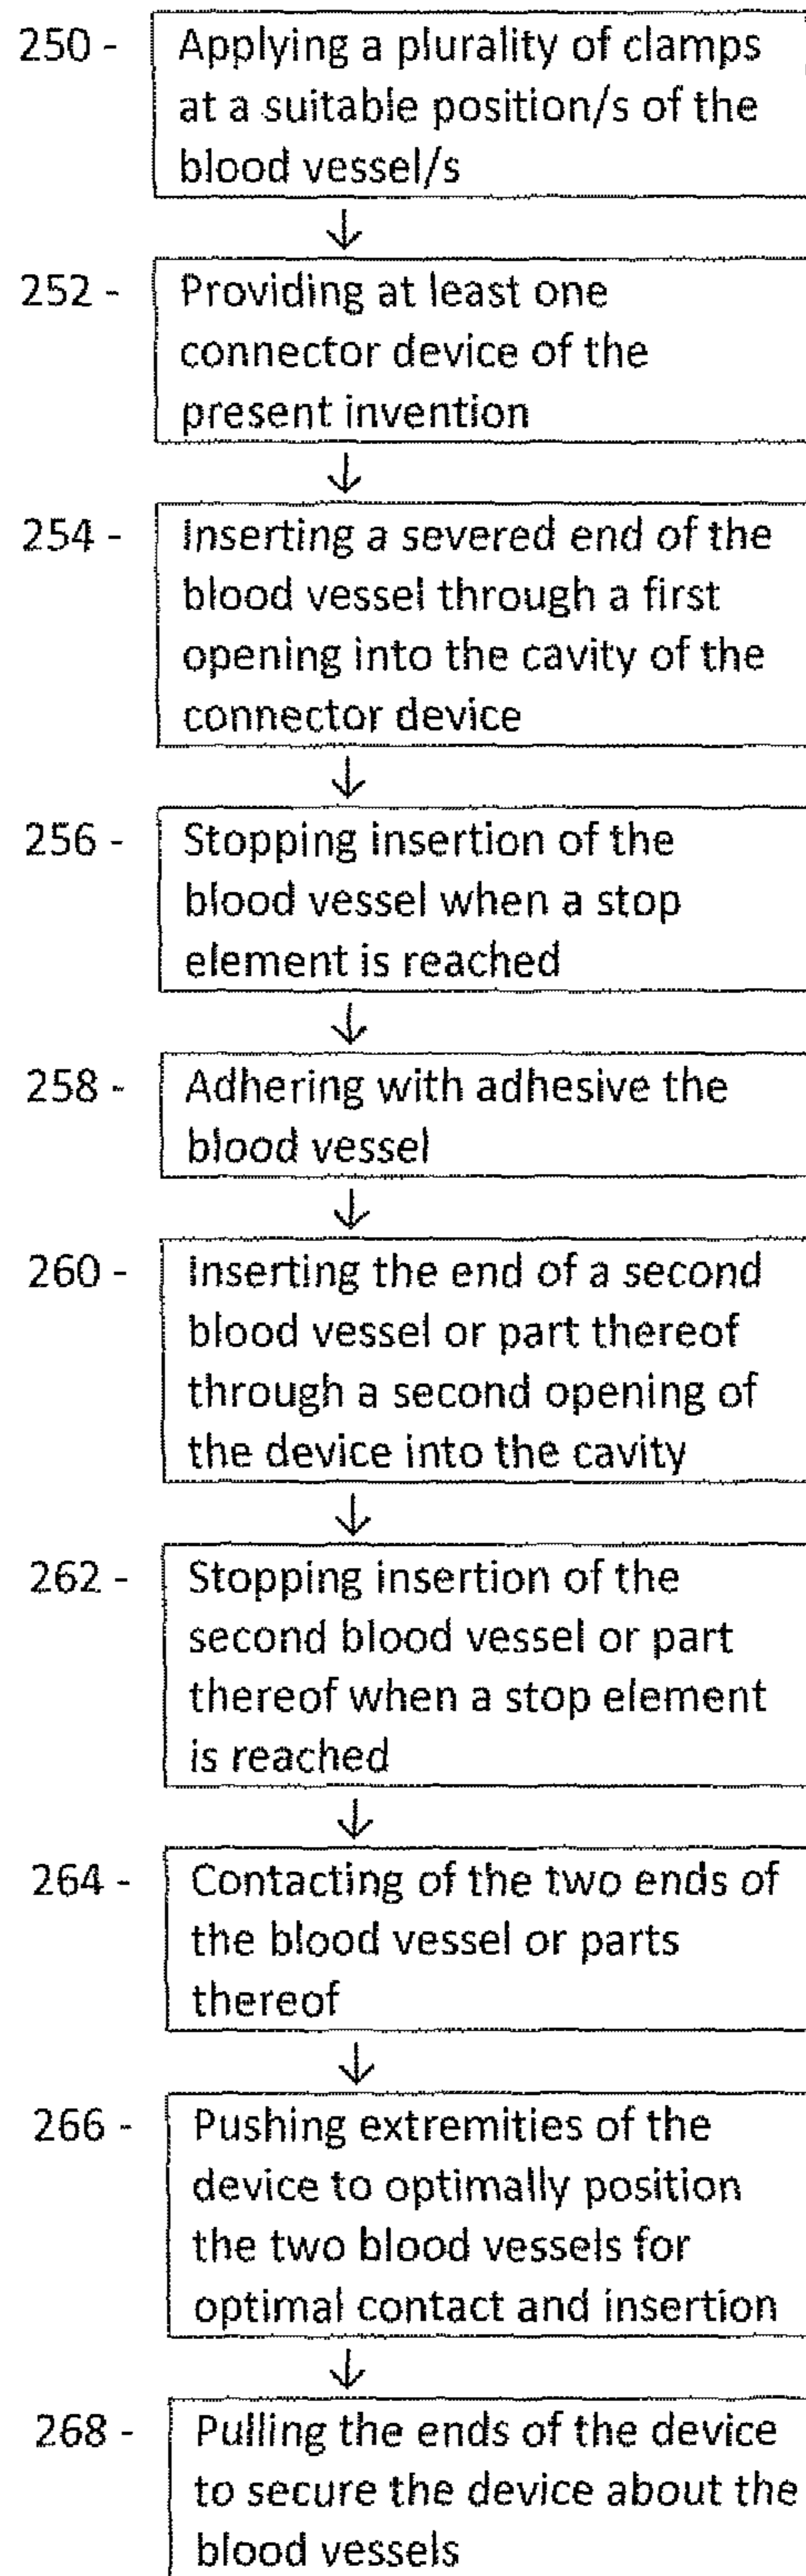 250 - Applying a plurality of clamps
at a suitable position/s of the
blood vessel/s
252 - Providing at least one
connector device of the
present invention
254 - Inserting a severed end of the
blood vessel through a first
opening into the cavity of the
connector device
256 - Stopping insertion of the
blood vessel when a stop
element is reached
258 - Adhering with adhesive the
blood vessel
260 - Inserting the end of a second
blood vessel or part thereof
through a second opening of
the device into the cavity
262 - Stopping insertion of the
second blood vessel or part
thereof when a stop element
is reached
264 - Contacting of the two ends of
the blood vessel or parts
thereof
266 - Pushing extremities of the
device to optimally position
the two blood vessels for
optimal contact and insertion
268 - Pulling the ends of the device
to secure the device about the
blood vessels